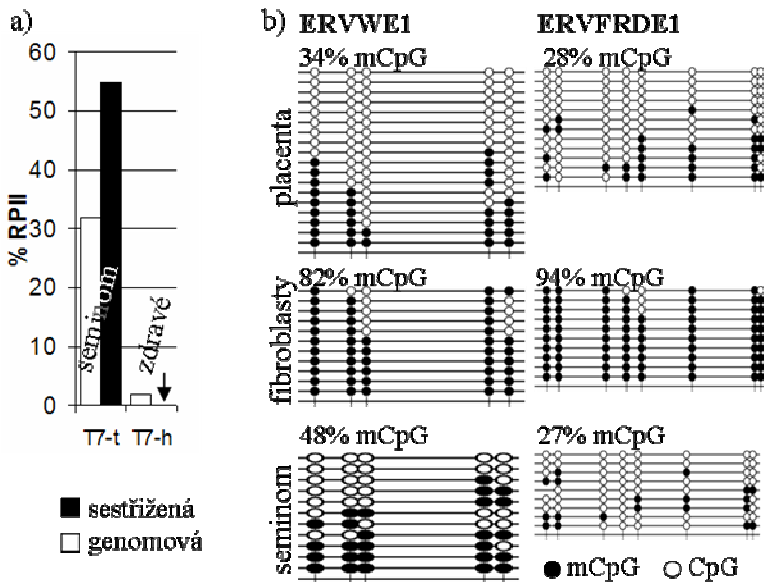 a)
60
50
40
30
20
10
0
% RPII
seminom
zdravé
T7-t T7-h
sestřižená
genomová
b) ERVWE1 ERVFRDE1
34% mCpG 28% mCpG
placenta
82% mCpG 94% mCpG
fibroblasty
48% mCpG 27% mCpG
seminom
mCpG CpG